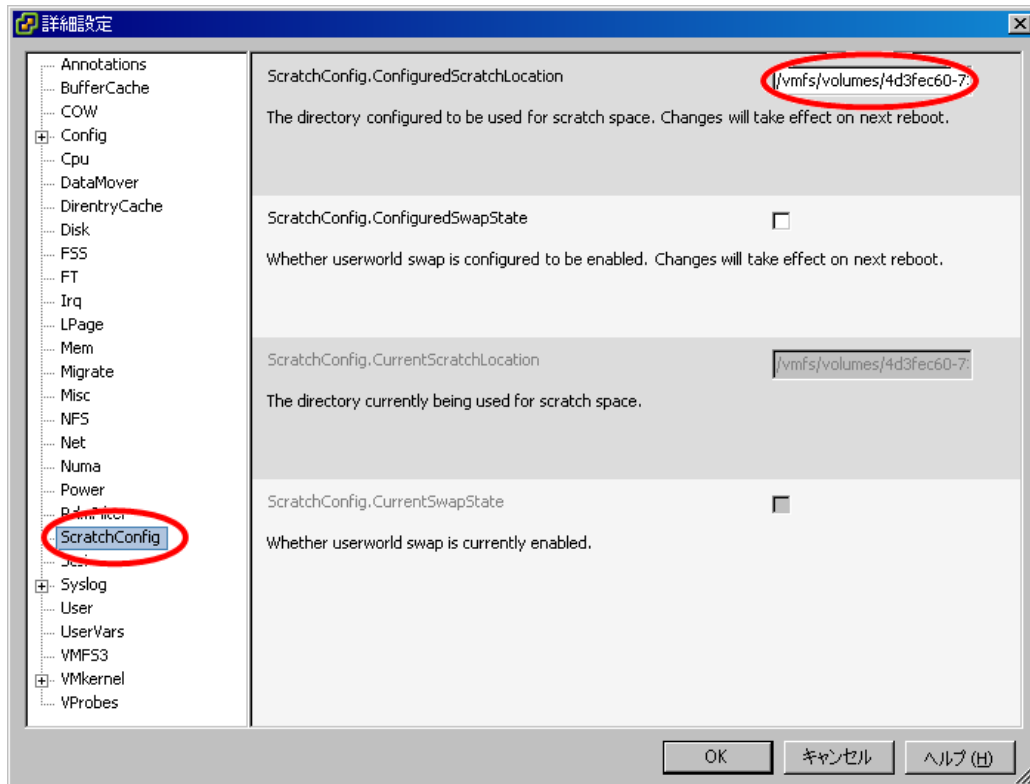 詳細設定
Annotations
BufferCache
COW
Config
Cpu
DataMover
DirentryCache
Disk
FSS
FT
Irq
LPage
Mem
Migrate
Misc
NFS
Net
Numa
Power
ScratchConfig
Syslog
User
UserVars
VMFS3
VMkernel
VProbes
ScratchConfig.ConfiguredScratchLocation
/vmfs/volumes/4d3fec60-7
The directory configured to be used for scratch space. Changes will take effect on next reboot.
ScratchConfig.ConfiguredSwapState
Whether userworld swap is configured to be enabled. Changes will take effect on next reboot.
ScratchConfig.CurrentScratchLocation
/vmfs/volumes/4d3fec60-7
The directory currently being used for scratch space.
ScratchConfig.CurrentSwapState
Whether userworld swap is currently enabled.
OK
キャンセル
ヘルプ (H)